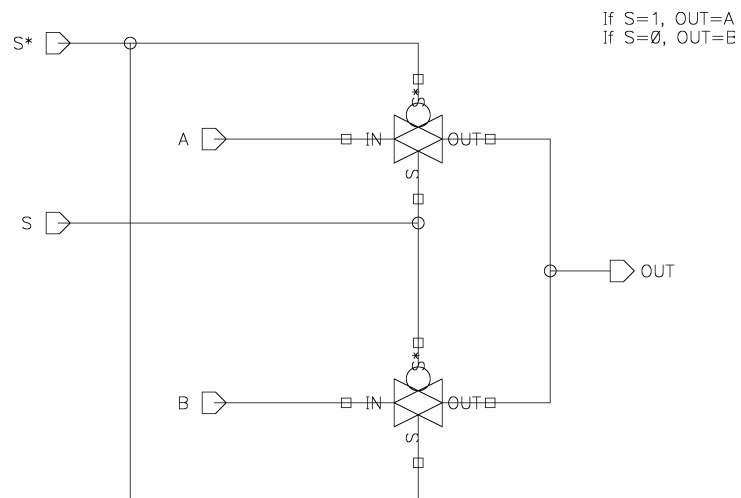 If S=1, OUT=A
If S=Ø, OUT=B
S*
S*
A
IN
OUT
S
S
OUT
S*
B
IN
OUT
S